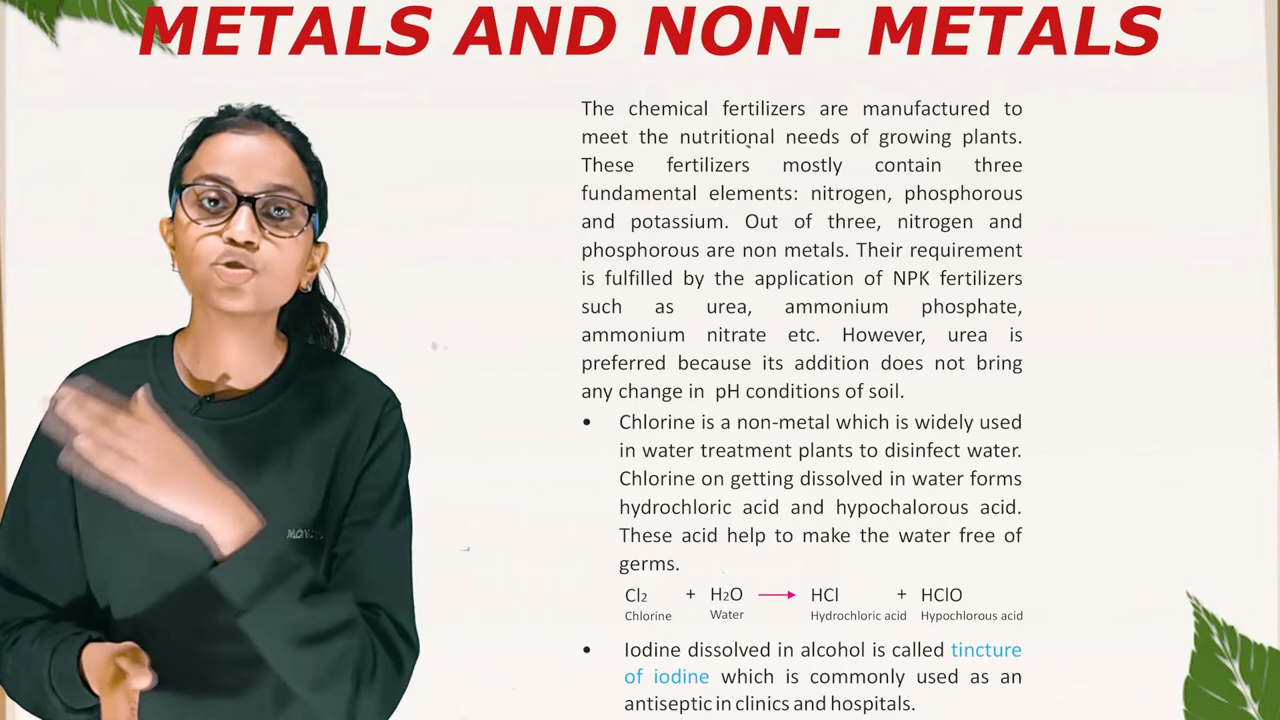 METALS AND NON- METALS
The chemical fertilizers are manufactured to
meet the nutritional needs of growing plants.
These fertilizers mostly contain three
fundamental elements: nitrogen, phosphorous
and potassium. Out of three, nitrogen and
phosphorous are non metals. Their requirement
is fulfilled by the application of NPK fertilizers
such as urea, ammonium phosphate,
ammonium nitrate etc. However, urea is
preferred because its addition does not bring
any change in pH conditions of soil.
• Chlorine is a non-metal which is widely used
in water treatment plants to disinfect water.
Chlorine on getting dissolved in water forms
hydrochloric acid and hypochalorous acid.
These acid help to make the water free of
germs.
Cl2 + H2O → HCl + HClO
Chlorine Water Hydrochloric acid Hypochlorous acid
• Iodine dissolved in alcohol is called tincture
of iodine which is commonly used as an
antiseptic in clinics and hospitals.